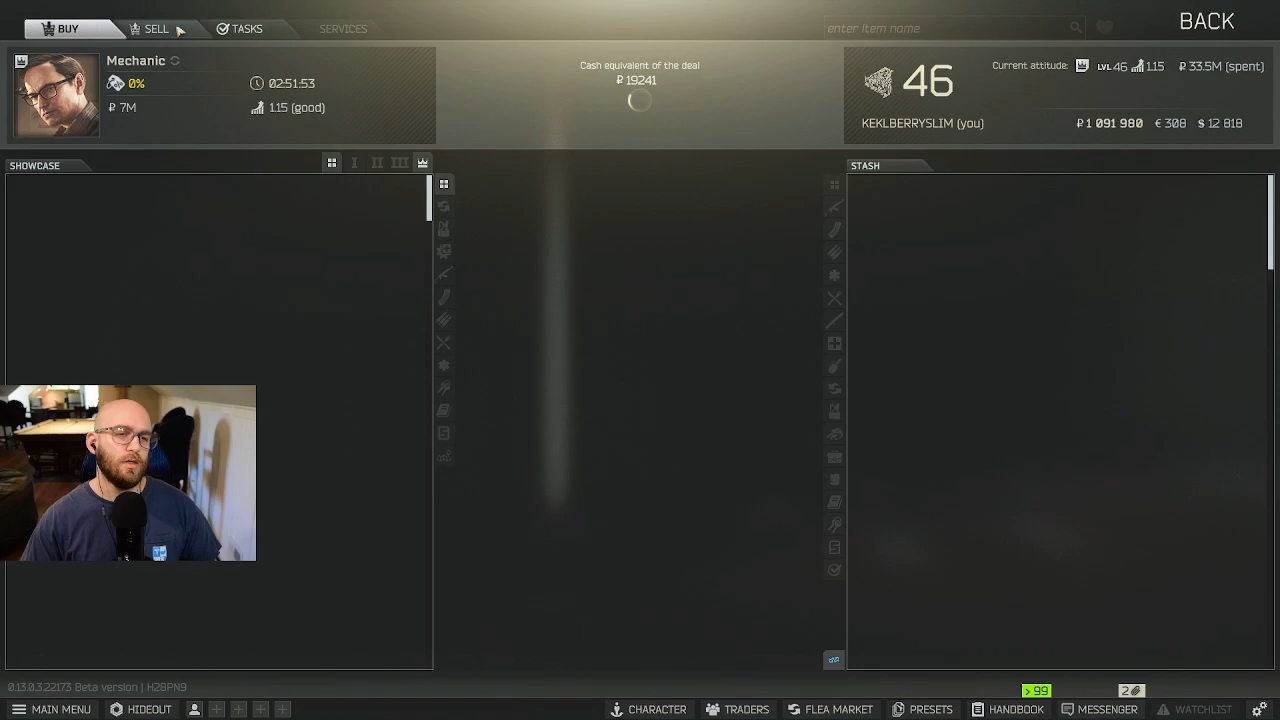 BUY
SELL
TASKS
SERVICES
enter item name
BACK
Mechanic
0%
02:51:53
₽ 7M
1.15 (good)
Cash equivalent of the deal
₽ 19241
46
Current attitude: LVL 46 1.15 ₽ 33.5M (spent)
KEKLBERRYSLIM (you)
₽ 1 091 980 € 308 $ 12 818
SHOWCASE
I II III
STASH
0.13.0.3.22173 Beta version | H28PN9
> 99
2
MAIN MENU
HIDEOUT
CHARACTER
TRADERS
FLEA MARKET
PRESETS
HANDBOOK
MESSENGER
WATCHLIST